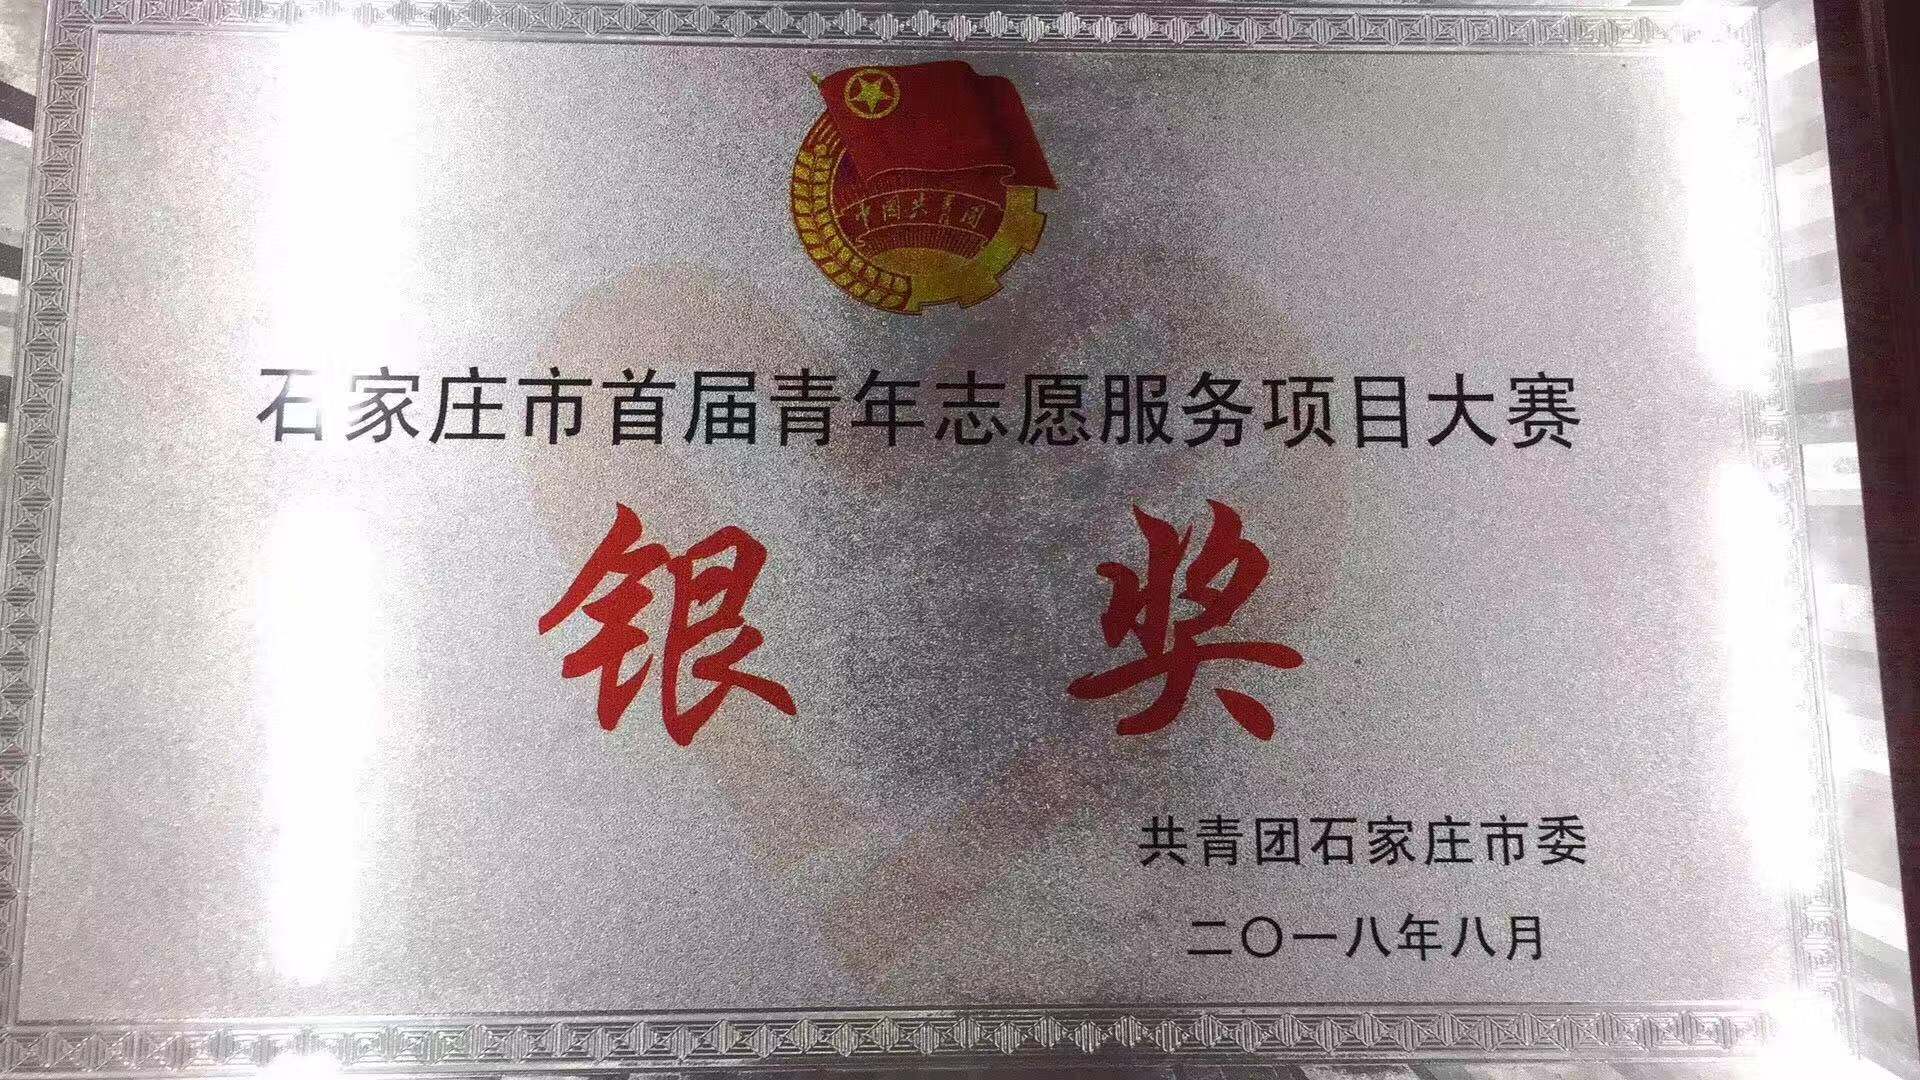 中国共青团
石家庄市首届青年志愿服务项目大赛
银奖
共青团石家庄市委
二〇一八年八月